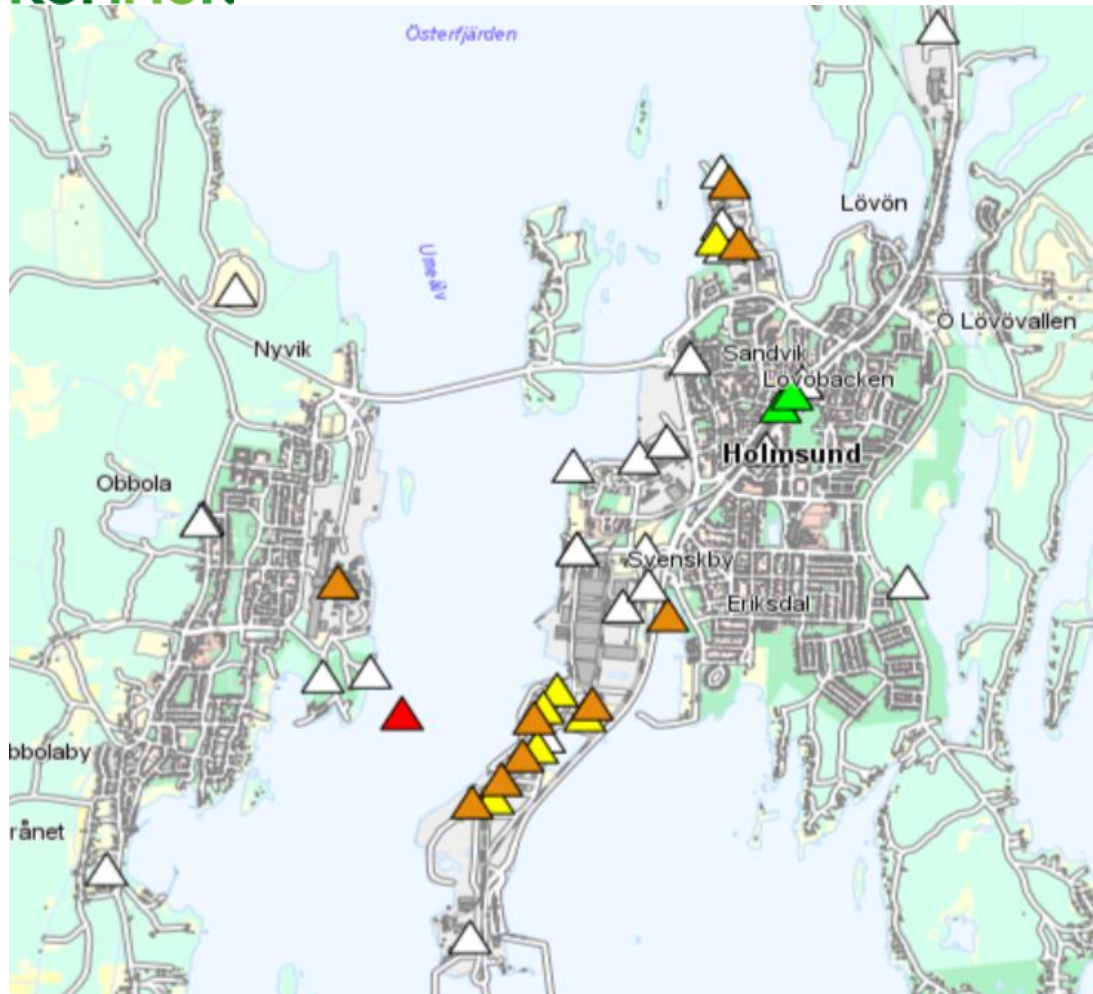 Österfjärden
Lövön
Umeälv
Ö Lövövallen
Nyvik
Sandvik
Lövöbacken
Holmsund
Obbola
Svenskby
Eriksdal
bbolaby
rånet